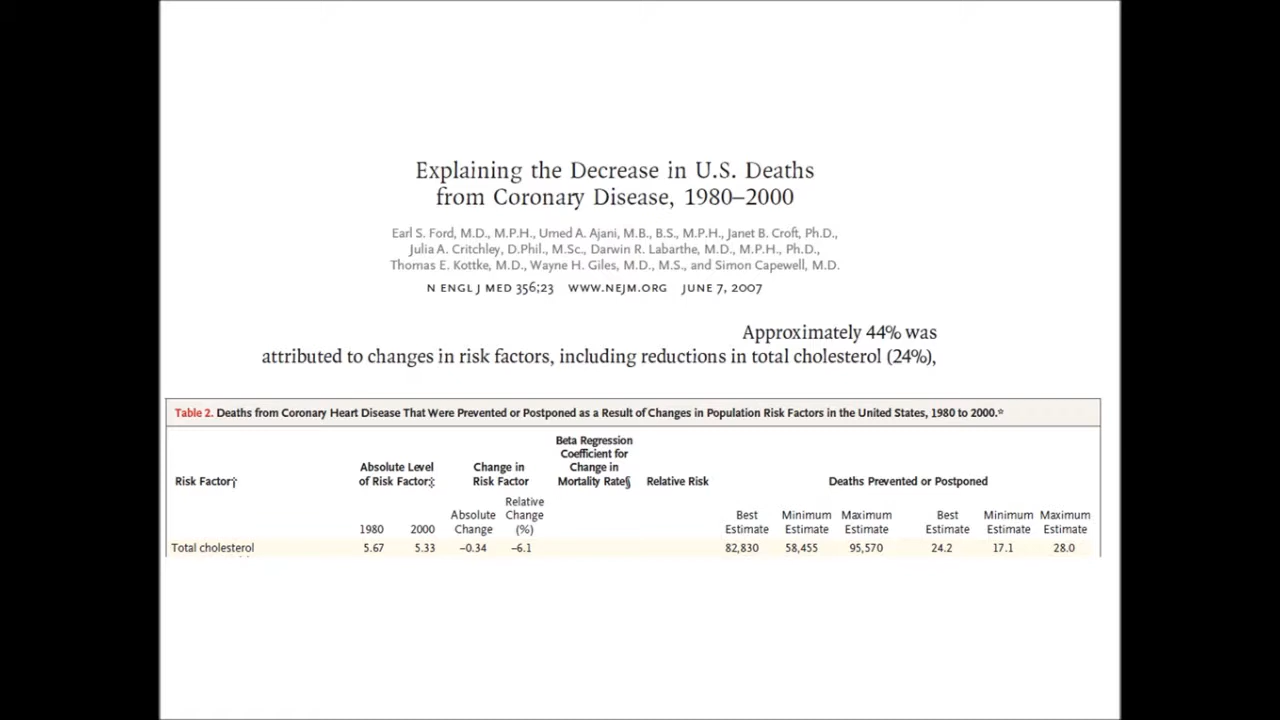 Explaining the Decrease in U.S. Deaths
from Coronary Disease, 1980–2000
Earl S. Ford, M.D., M.P.H., Umed A. Ajani, M.B., B.S., M.P.H., Janet B. Croft, Ph.D.,
Julia A. Critchley, D.Phil., M.Sc., Darwin R. Labarthe, M.D., M.P.H., Ph.D.,
Thomas E. Kottke, M.D., Wayne H. Giles, M.D., M.S., and Simon Capewell, M.D.
N ENGL J MED 356;23 WWW.NEJM.ORG JUNE 7, 2007
Approximately 44% was
attributed to changes in risk factors, including reductions in total cholesterol (24%),
Table 2. Deaths from Coronary Heart Disease That Were Prevented or Postponed as a Result of Changes in Population Risk Factors in the United States, 1980 to 2000.*
Beta Regression
Coefficient for
Absolute Level Change in Change in
Risk Factor† of Risk Factor‡ Risk Factor Mortality Rate§ Relative Risk Deaths Prevented or Postponed
Relative
Absolute Change Best Minimum Maximum Best Minimum Maximum
1980 2000 Change (%) Estimate Estimate Estimate Estimate Estimate Estimate
Total cholesterol 5.67 5.33 –0.34 –6.1 82,830 58,455 95,570 24.2 17.1 28.0